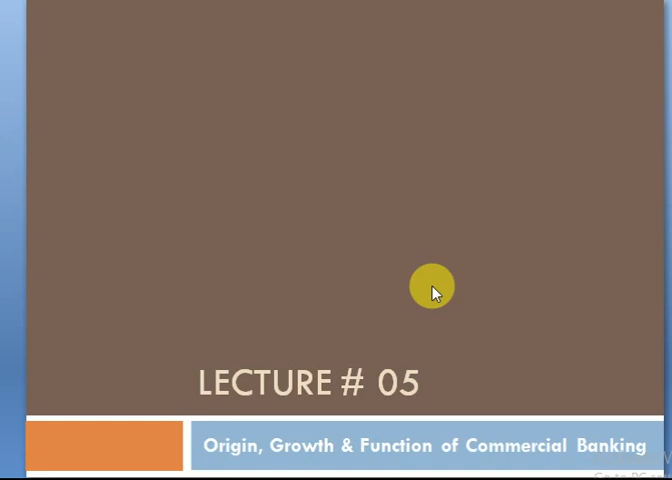 LECTURE # 05
Origin, Growth & Function of Commercial Banking